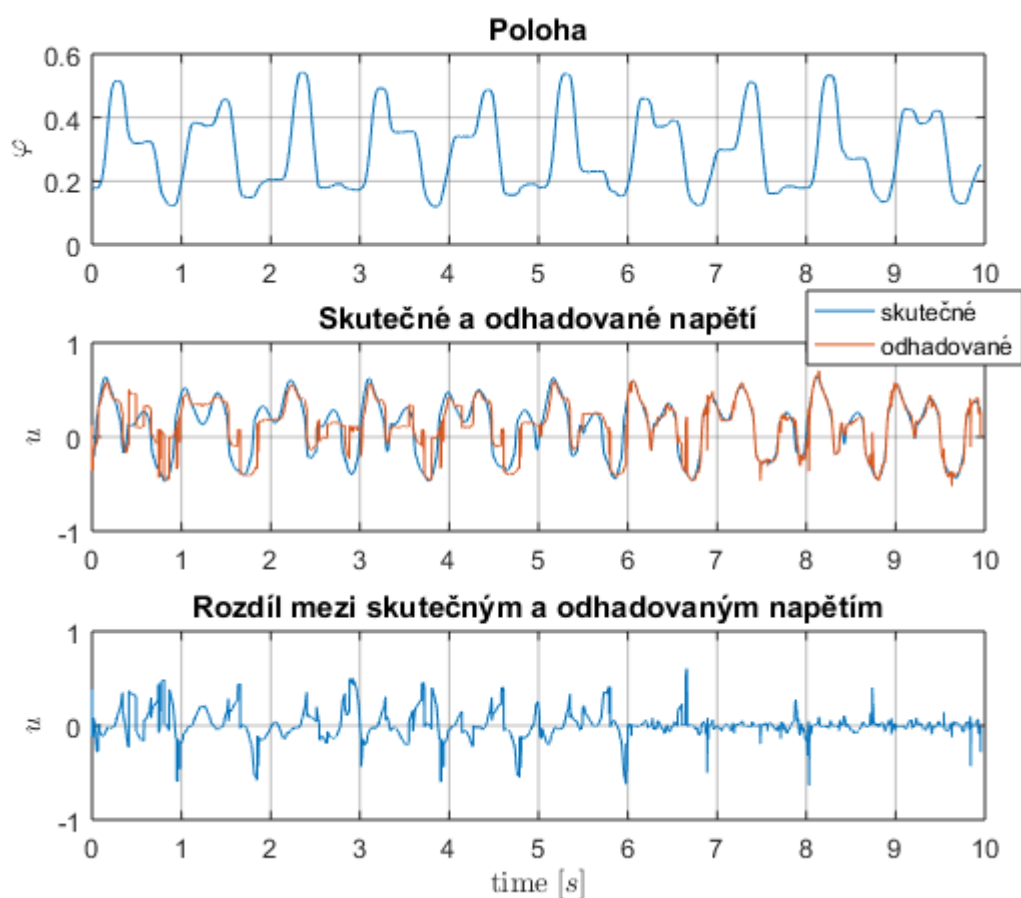 Poloha
φ
0.6
0.4
0.2
0
0 1 2 3 4 5 6 7 8 9 10
Skutečné a odhadované napětí
skutečné
odhadované
u
1
0
-1
0 1 2 3 4 5 6 7 8 9 10
Rozdíl mezi skutečným a odhadovaným napětím
u
1
0
-1
0 1 2 3 4 5 6 7 8 9 10
time [s]